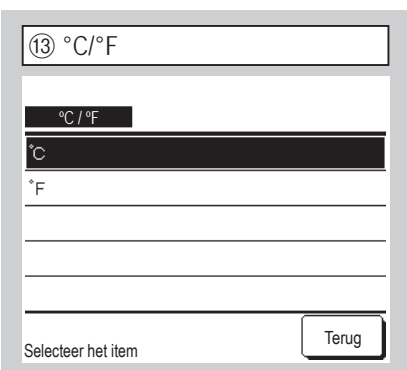 ⑬ °C/°F
°C / °F
°C
°F
Selecteer het item
Terug